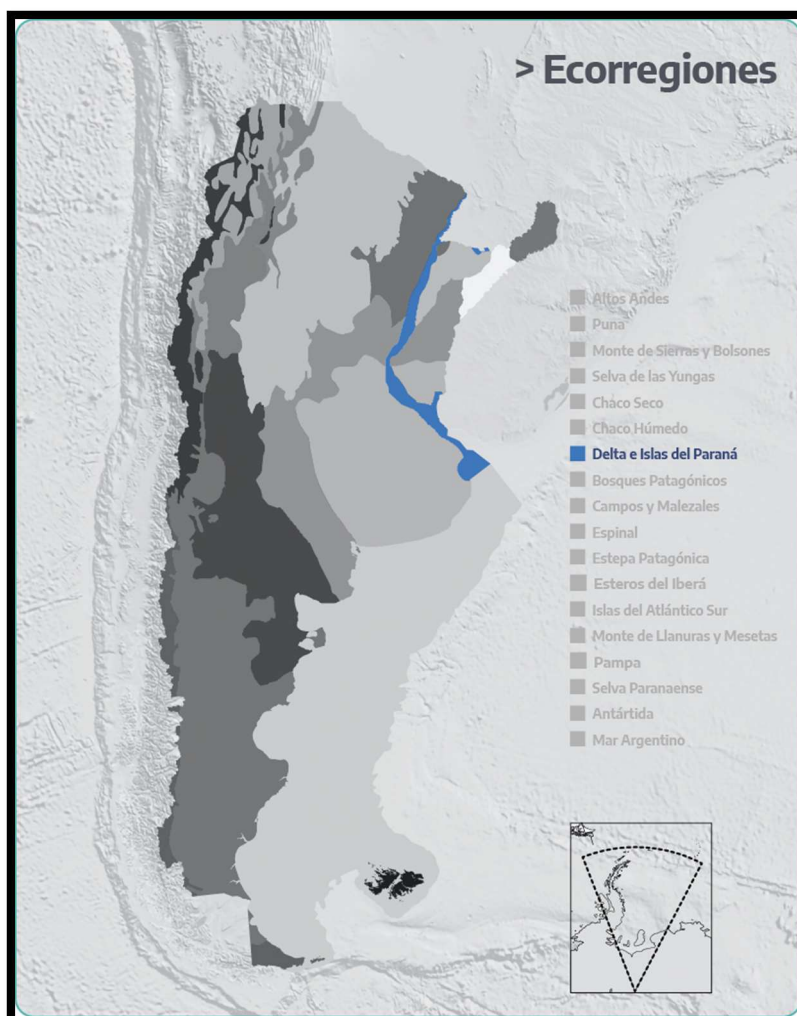 > Ecorregiones
Altos Andes
Puna
Monte de Sierras y Bolsones
Selva de las Yungas
Chaco Seco
Chaco Húmedo
Delta e Islas del Paraná
Bosques Patagónicos
Campos y Malezales
Espinal
Estepa Patagónica
Esteros del Iberá
Islas del Atlántico Sur
Monte de Llanuras y Mesetas
Pampa
Selva Paranaense
Antártida
Mar Argentino